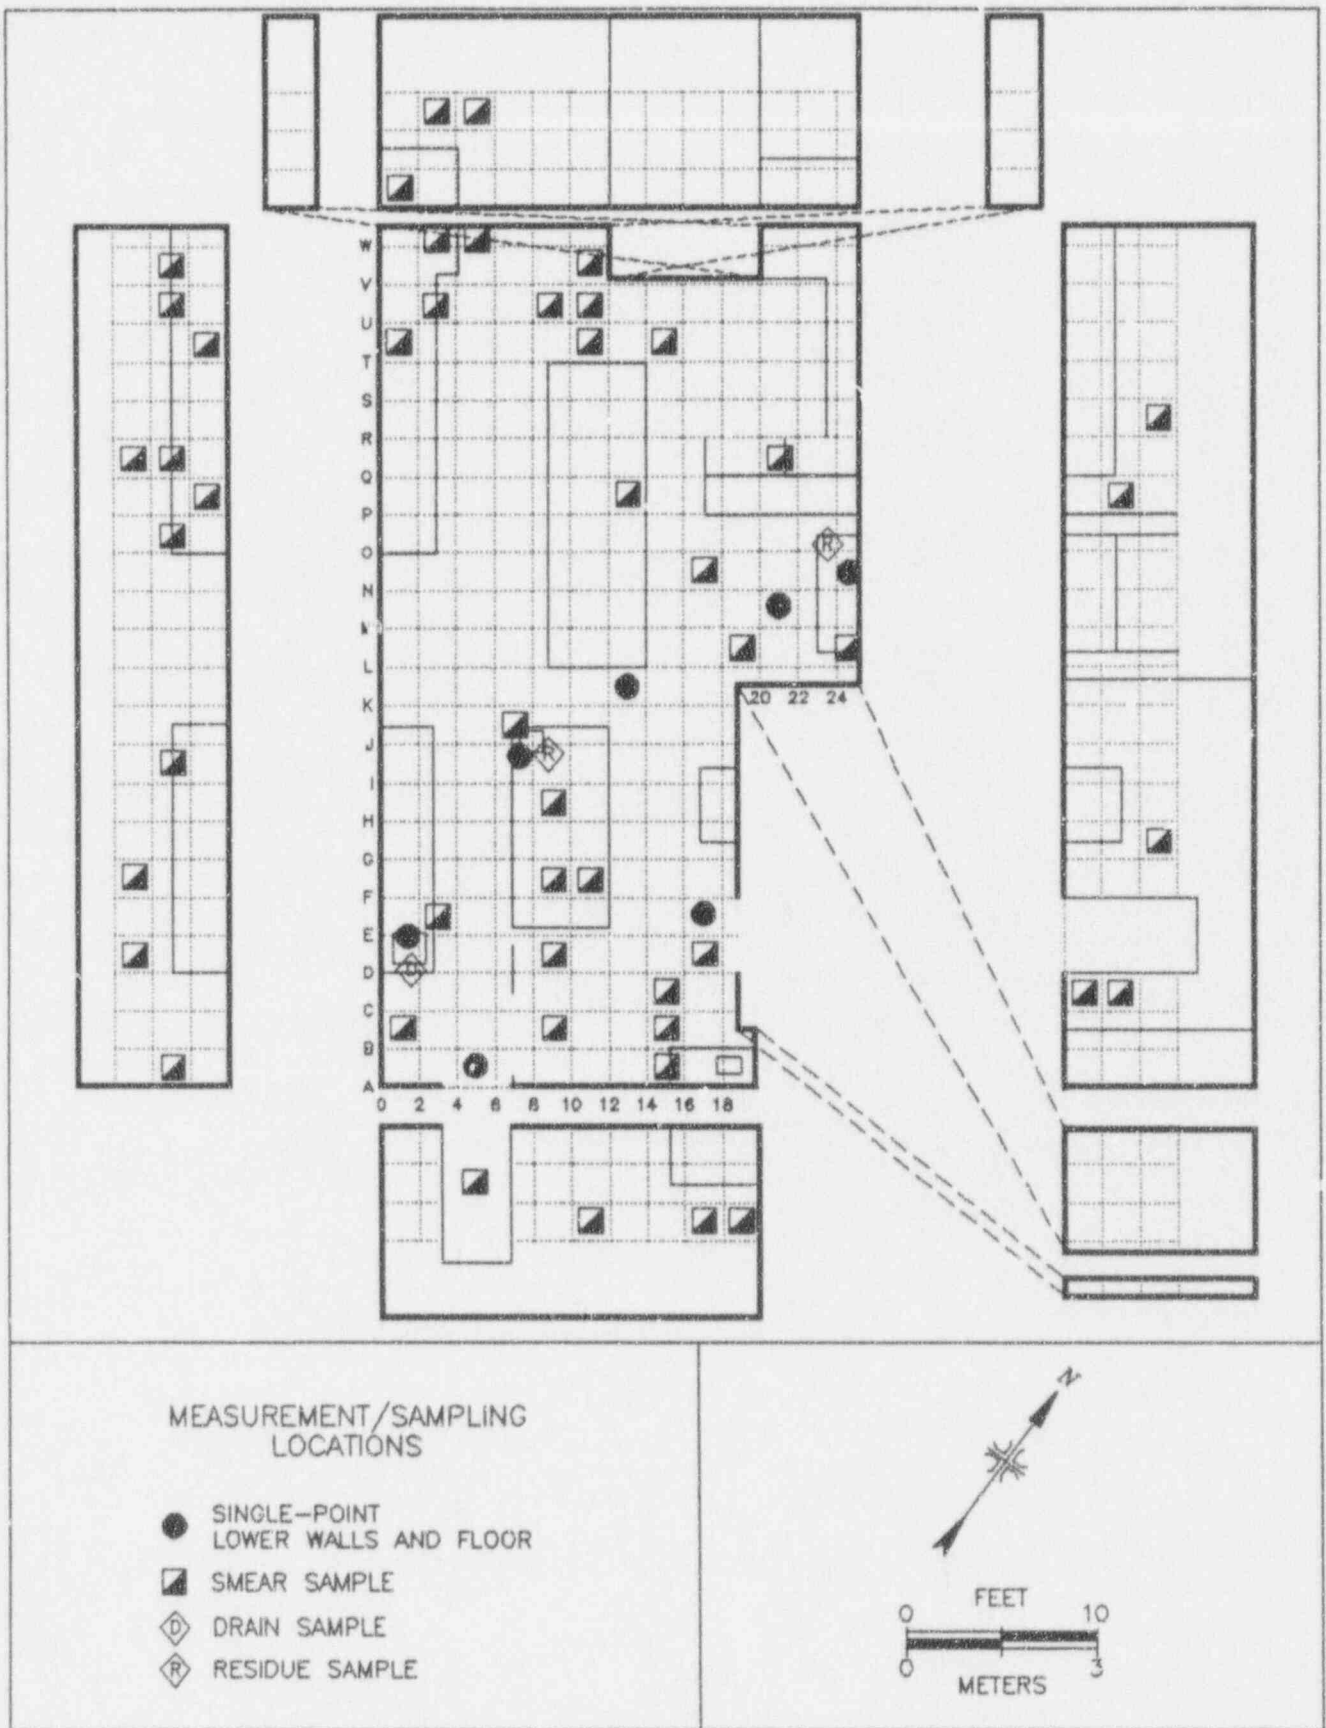 W
V
U
T
S
R
Q
P
O
N
M
L
K
J
I
H
G
F
E
D
C
B
A
R
R
D
20 22 24
0 2 4 6 8 10 12 14 16 18
MEASUREMENT/SAMPLING
LOCATIONS
SINGLE-POINT
LOWER WALLS AND FLOOR
SMEAR SAMPLE
D DRAIN SAMPLE
R RESIDUE SAMPLE
N
FEET
0 10
0 3
METERS